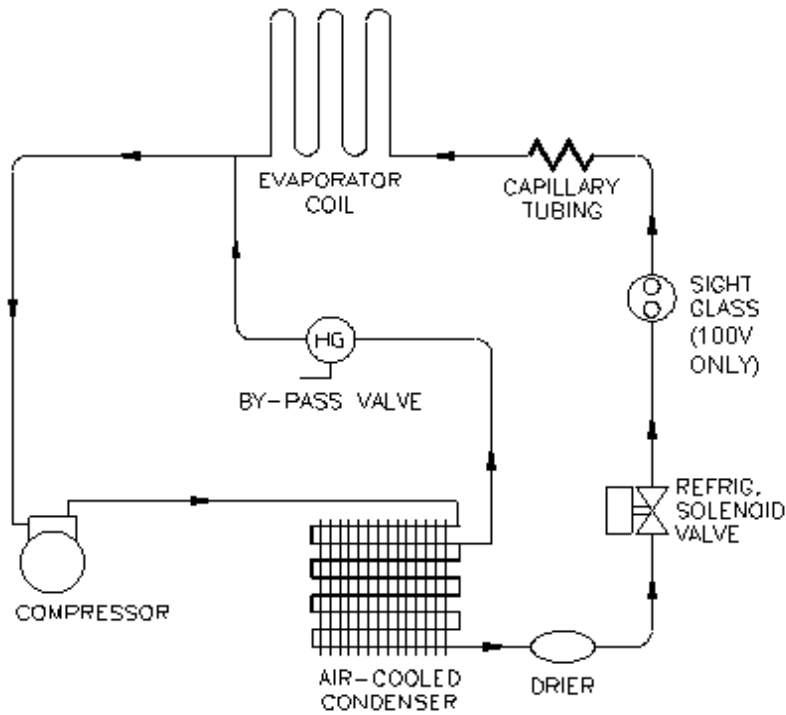 EVAPORATOR
COIL
CAPILLARY
TUBING
SIGHT
GLASS
(100V
ONLY)
HG
BY-PASS VALVE
REFRIG,
SOLENOID
VALVE
COMPRESSOR
AIR-COOLED
CONDENSER
DRIER